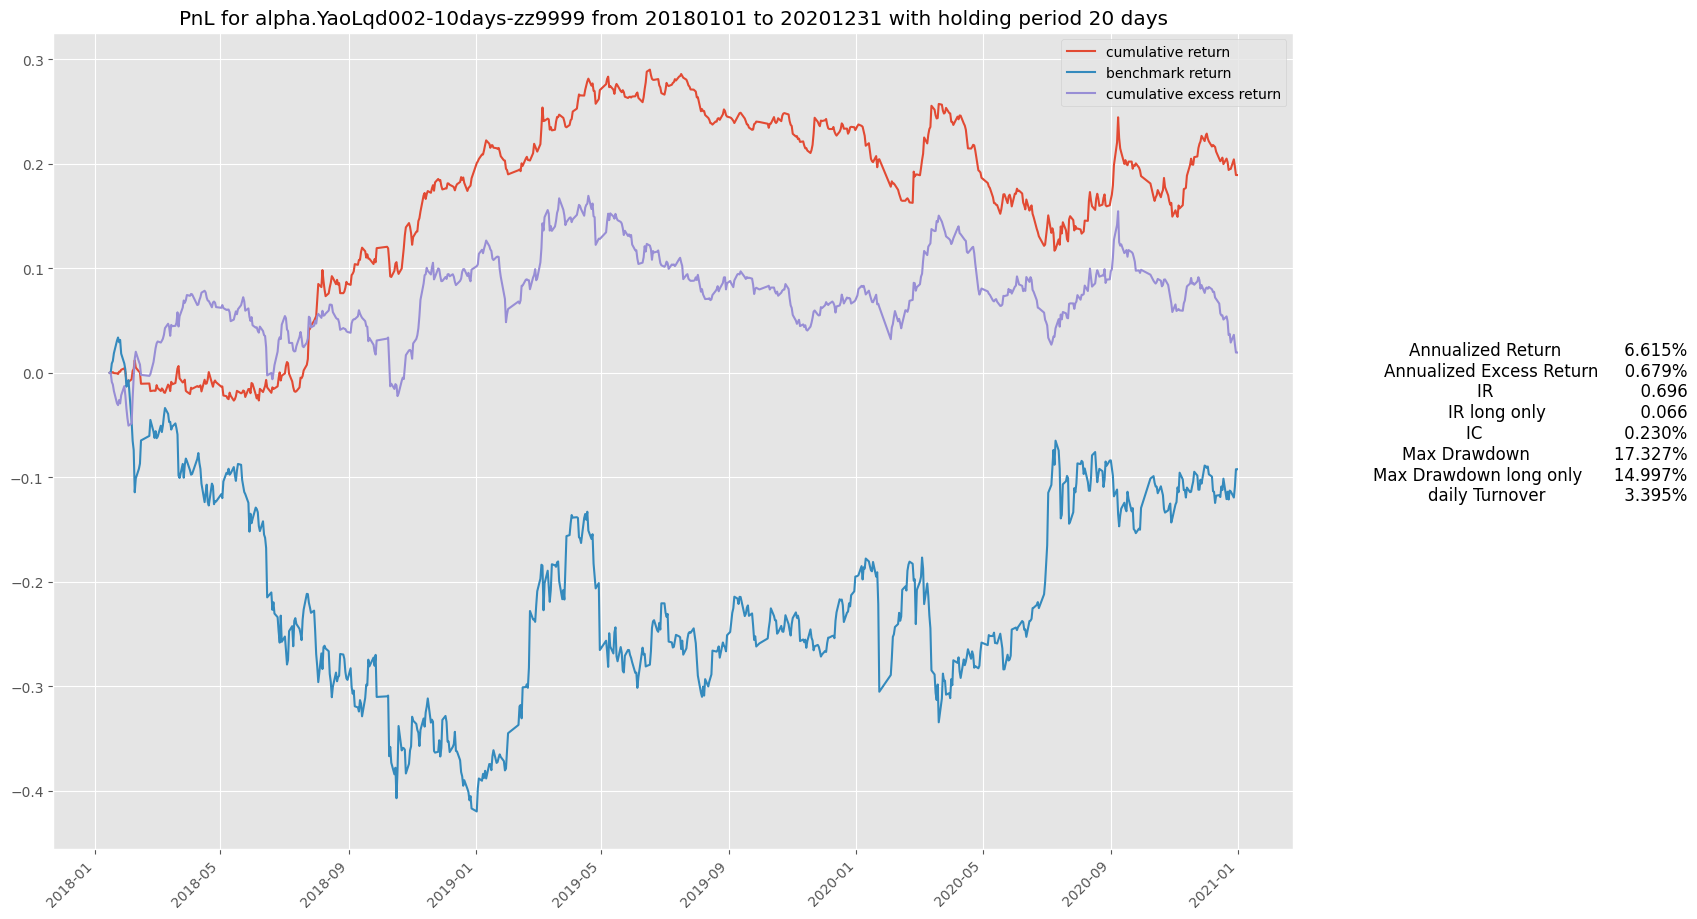 PnL for alpha.YaoLqd002-10days-zz9999 from 20180101 to 20201231 with holding period 20 days
cumulative return
benchmark return
cumulative excess return
0.3
0.2
0.1
0.0
−0.1
−0.2
−0.3
−0.4
Annualized Return 6.615%
Annualized Excess Return 0.679%
IR 0.696
IR long only 0.066
IC 0.230%
Max Drawdown 17.327%
Max Drawdown long only 14.997%
daily Turnover 3.395%
2018-01
2018-05
2018-09
2019-01
2019-05
2019-09
2020-01
2020-05
2020-09
2021-01